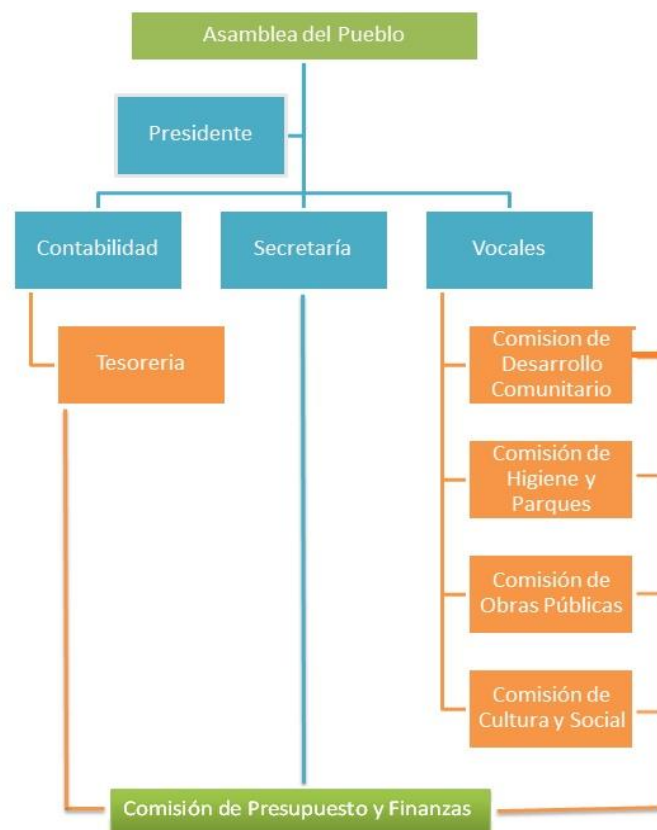 Asamblea del Pueblo
Presidente
Contabilidad
Secretaría
Vocales
Tesoreria
Comision de
Desarrollo
Comunitario
Comisión de
Higiene y
Parques
Comisión de
Obras Públicas
Comisión de
Cultura y Social
Comisión de Presupuesto y Finanzas